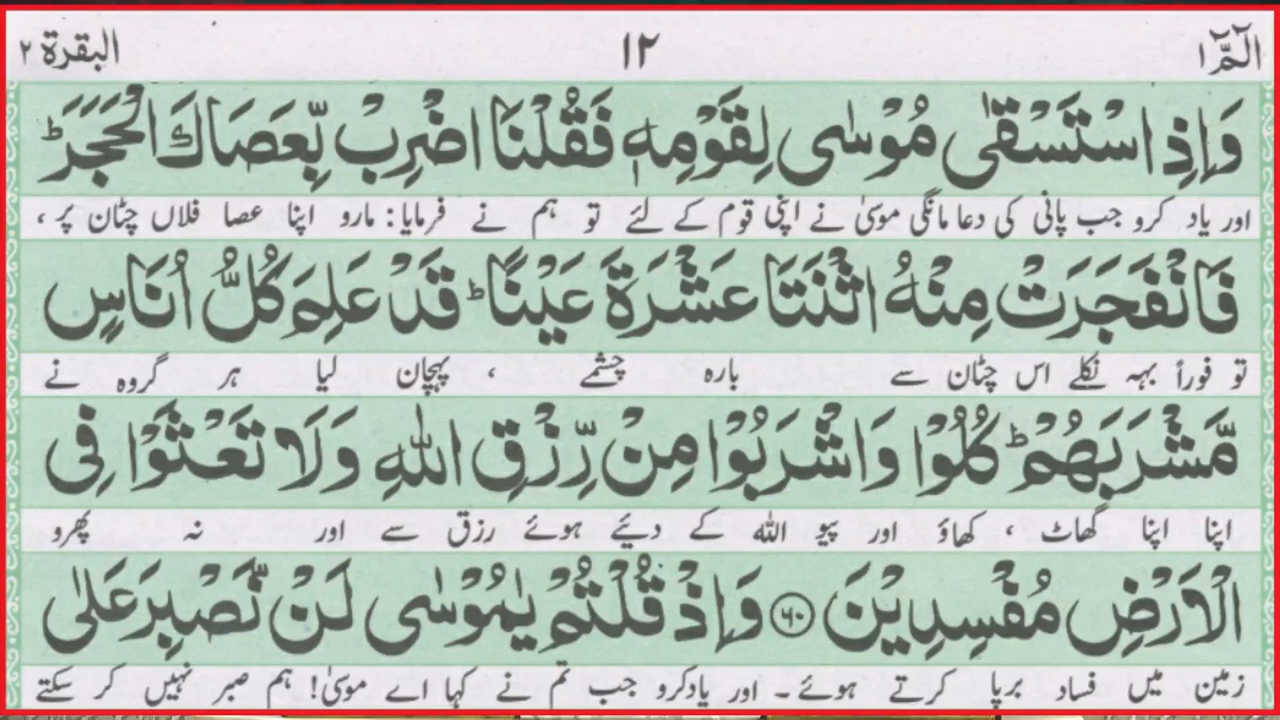 الٓمّٓ ١ ١٢ البقرة ٢
وَاِذِ اسْتَسْقٰى مُوْسٰى لِقَوْمِهٖ فَقُلْنَا اضْرِبْ بِّعَصَاكَ الْحَجَرَ ؕ
اور یاد کرو جب پانی کی دعا مانگی موسیٰ نے اپنی قوم کے لئے تو ہم نے فرمایا: مارو اپنا عصا فلاں چٹان پر ،
فَانْفَجَرَتْ مِنْهُ اثْنَتَا عَشْرَةَ عَيْنًا ؕ قَدْ عَلِمَ كُلُّ اُنَاسٍ
تو فوراً بہہ نکلے اس چٹان سے بارہ چشمے ، پہچان لیا ہر گروہ نے
مَّشْرَبَهُمْ ؕ كُلُوْا وَاشْرَبُوْا مِنْ رِّزْقِ اللّٰهِ وَلَا تَعْثَوْا فِى
اپنا اپنا گھاٹ ، کھاؤ اور پیو اللہ کے دئیے ہوئے رزق سے اور نہ پھرو
الْاَرْضِ مُفْسِدِيْنَ ۶۰ وَاِذْ قُلْتُمْ يٰمُوْسٰى لَنْ نَّصْبِرَ عَلٰى
زمین میں فساد برپا کرتے ہوئے۔ اور یادکرو جب تم نے کہا اے موسیٰ! ہم صبر نہیں کر سکتے